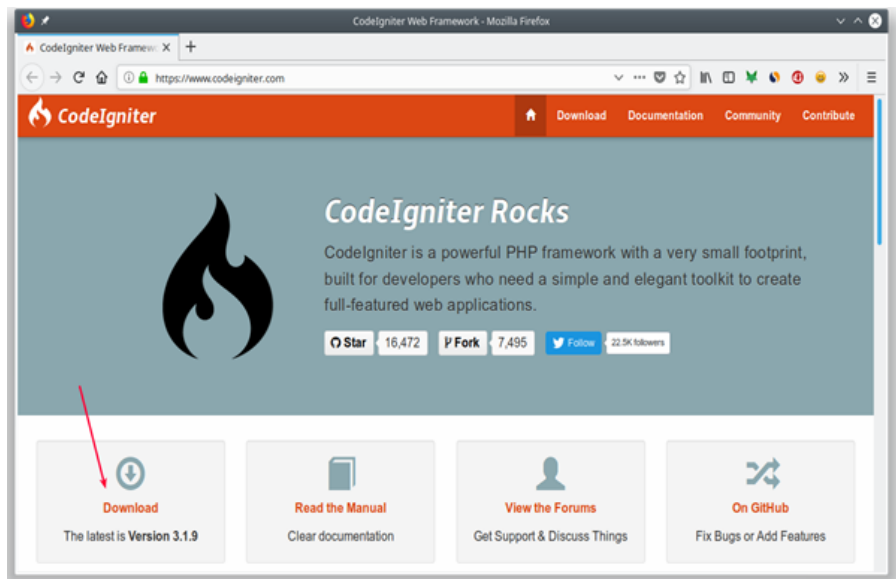 CodeIgniter Web Framework - Mozilla Firefox
CodeIgniter Web Framewo
https://www.codeigniter.com
CodeIgniter
Download Documentation Community Contribute
CodeIgniter Rocks
CodeIgniter is a powerful PHP framework with a very small footprint,
built for developers who need a simple and elegant toolkit to create
full-featured web applications.
Star 16,472 Fork 7,495 Follow 22.5K followers
Download Read the Manual View the Forums On GitHub
The latest is Version 3.1.9 Clear documentation Get Support & Discuss Things Fix Bugs or Add Features